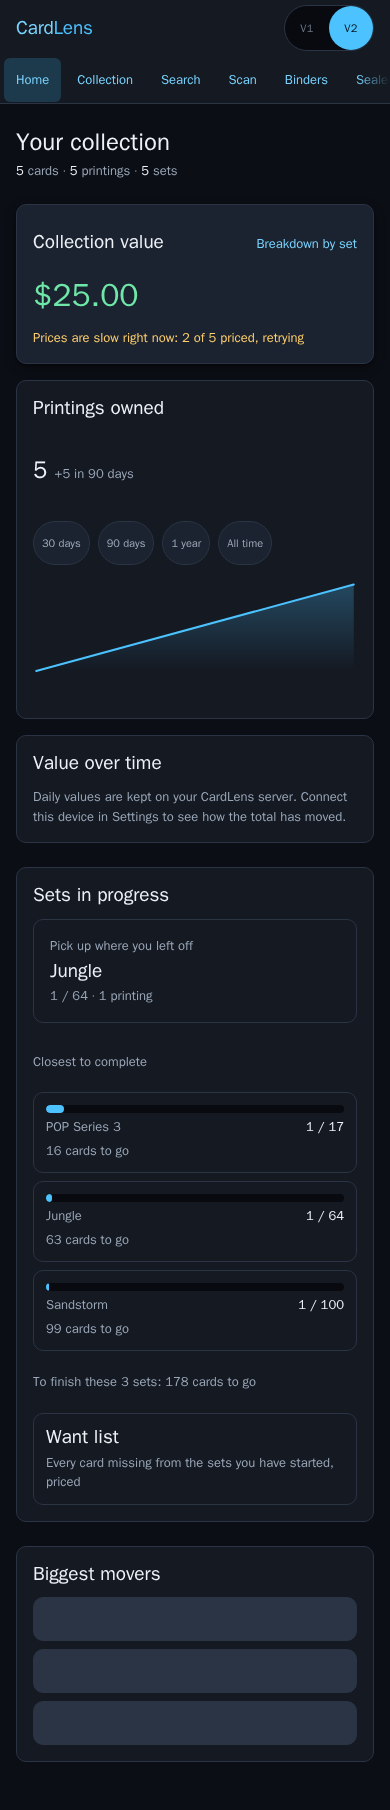 CardLens
V1 V2
Home Collection Search Scan Binders Seale
Your collection
5 cards · 5 printings · 5 sets
Collection value Breakdown by set
$25.00
Prices are slow right now: 2 of 5 priced, retrying
Printings owned
5 +5 in 90 days
30 days 90 days 1 year All time
Value over time
Daily values are kept on your CardLens server. Connect
this device in Settings to see how the total has moved.
Sets in progress
Pick up where you left off
Jungle
1 / 64 · 1 printing
Closest to complete
POP Series 3 1 / 17
16 cards to go
Jungle 1 / 64
63 cards to go
Sandstorm 1 / 100
99 cards to go
To finish these 3 sets: 178 cards to go
Want list
Every card missing from the sets you have started,
priced
Biggest movers